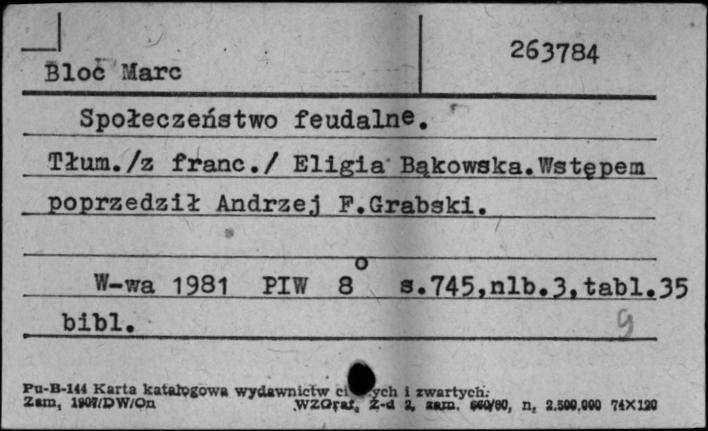 263784
Bloc Marc
Społeczeństwo feudalne.
Tłum./z franc./ Eligia Bąkowska.Wstępem
poprzedził Andrzej F.Grabski.
W-wa 1981 PIW 8° s.745,nlb.3,tabl.35
bibl.
9
Pu-B-144 Karta katalogowa wydawnictw ych i zwartych.
Zam, 1907/DW/On WZGraf, Z-d 2, zam. 660/80, n, 2.500.000 74X120